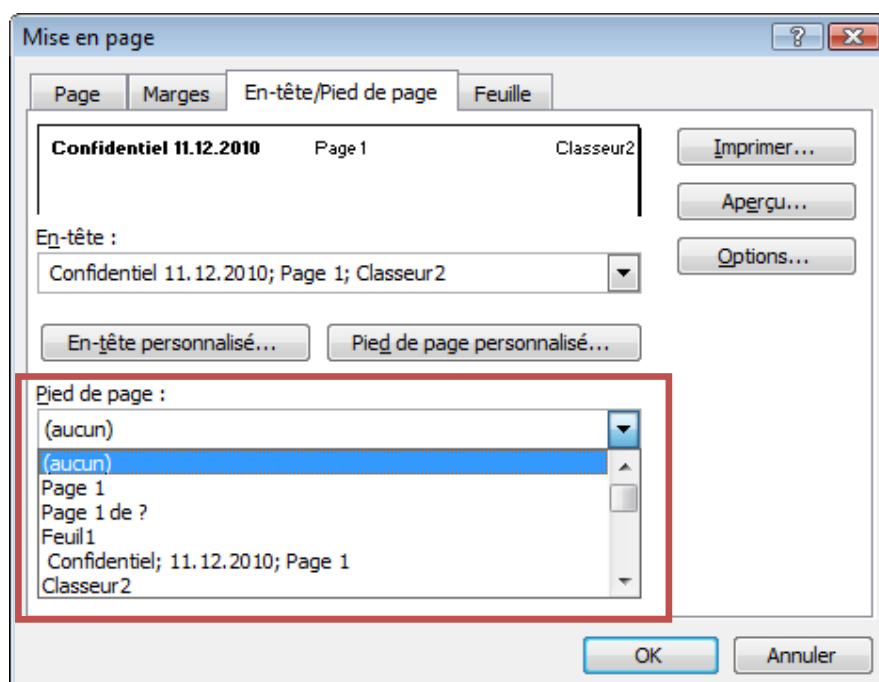 Mise en page
Page Marges En-tête/Pied de page Feuille
Confidentiel 11.12.2010 Page 1 Classeur2
Imprimer...
Aperçu...
En-tête :
Options...
Confidentiel 11.12.2010; Page 1; Classeur2
En-tête personnalisé... Pied de page personnalisé...
Pied de page :
(aucun)
(aucun)
Page 1
Page 1 de ?
Feuil1
Confidentiel; 11.12.2010; Page 1
Classeur2
OK Annuler